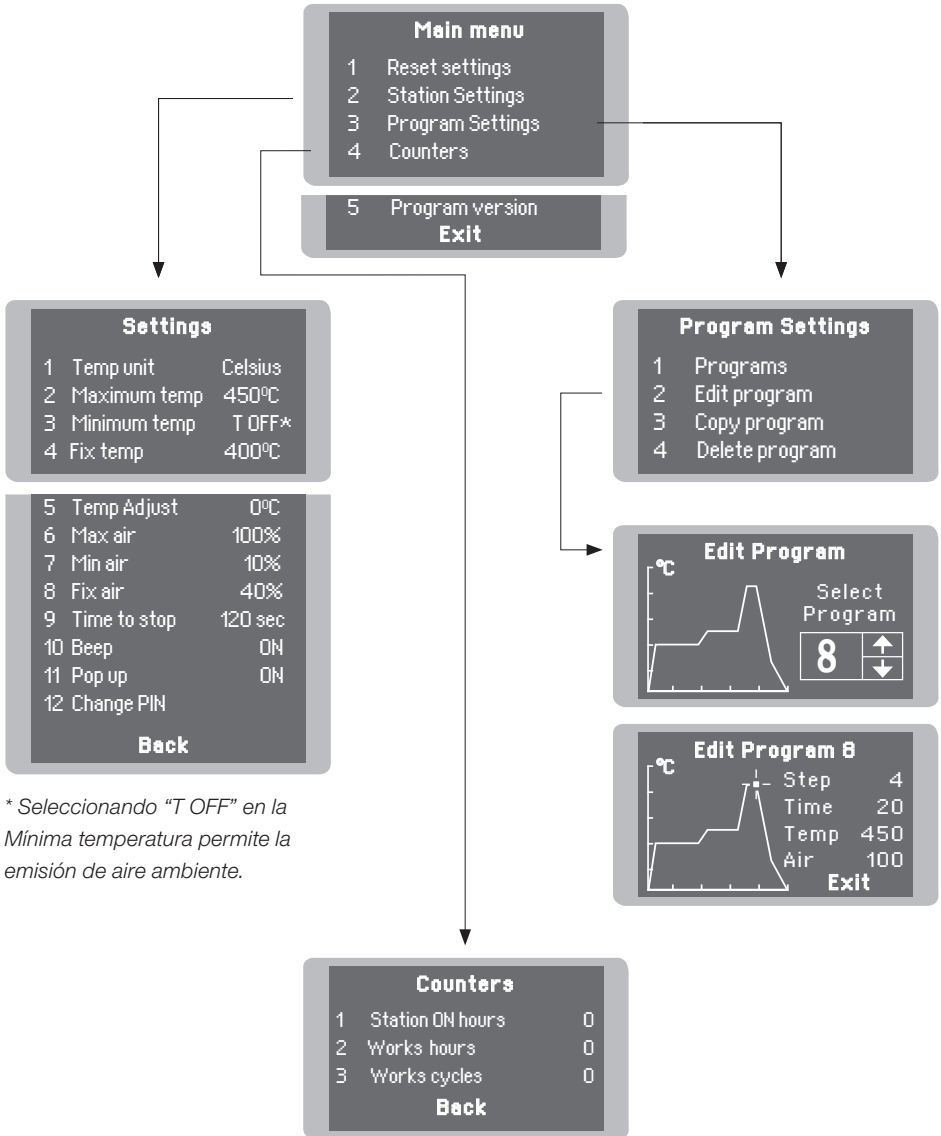 Main menu
1 Reset settings
2 Station Settings
3 Program Settings
4 Counters
5 Program version
Exit
Settings
1 Temp unit Celsius
2 Maximum temp 450ºC
3 Minimum temp T OFF*
4 Fix temp 400ºC
5 Temp Adjust 0ºC
6 Max air 100%
7 Min air 10%
8 Fix air 40%
9 Time to stop 120 sec
10 Beep ON
11 Pop up ON
12 Change PIN
Back
* Seleccionando “T OFF” en la
Mínima temperatura permite la
emisión de aire ambiente.
Program Settings
1 Programs
2 Edit program
3 Copy program
4 Delete program
Edit Program
ºC
Select
Program
8
Edit Program 8
ºC
Step 4
Time 20
Temp 450
Air 100
Exit
Counters
1 Station ON hours 0
2 Works hours 0
3 Works cycles 0
Back